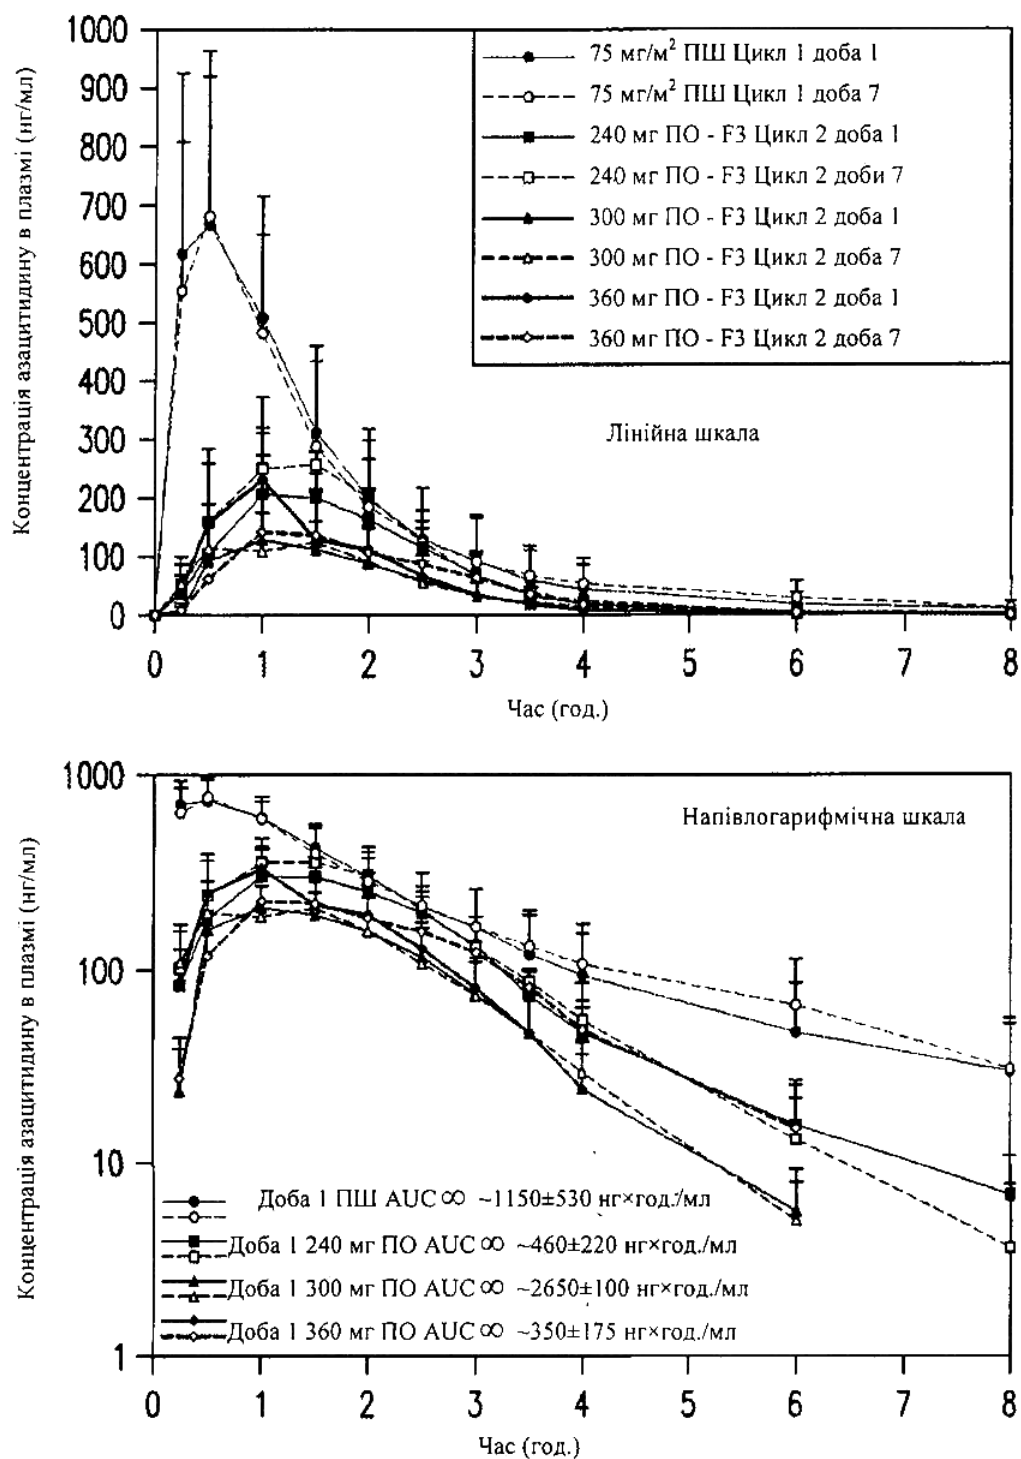 Концентрація азацитидину в плазмі (нг/мл)
1000
900
800
700
600
500
400
300
200
100
0
75 мг/м² ПШ Цикл 1 доба 1
75 мг/м² ПШ Цикл 1 доба 7
240 мг ПО - F3 Цикл 2 доба 1
240 мг ПО - F3 Цикл 2 доби 7
300 мг ПО - F3 Цикл 2 доба 1
300 мг ПО - F3 Цикл 2 доба 7
360 мг ПО - F3 Цикл 2 доба 1
360 мг ПО - F3 Цикл 2 доба 7
Лінійна шкала
0 1 2 3 4 5 6 7 8
Час (год.)
Концентрація азацитидину в плазмі (нг/мл)
1000
100
10
1
Напівлогарифмічна шкала
Доба 1 ПШ AUC∞ ~1150±530 нг×год./мл
Доба 1 240 мг ПО AUC∞ ~460±220 нг×год./мл
Доба 1 300 мг ПО AUC∞ ~2650±100 нг×год./мл
Доба 1 360 мг ПО AUC∞ ~350±175 нг×год./мл
0 1 2 3 4 5 6 7 8
Час (год.)